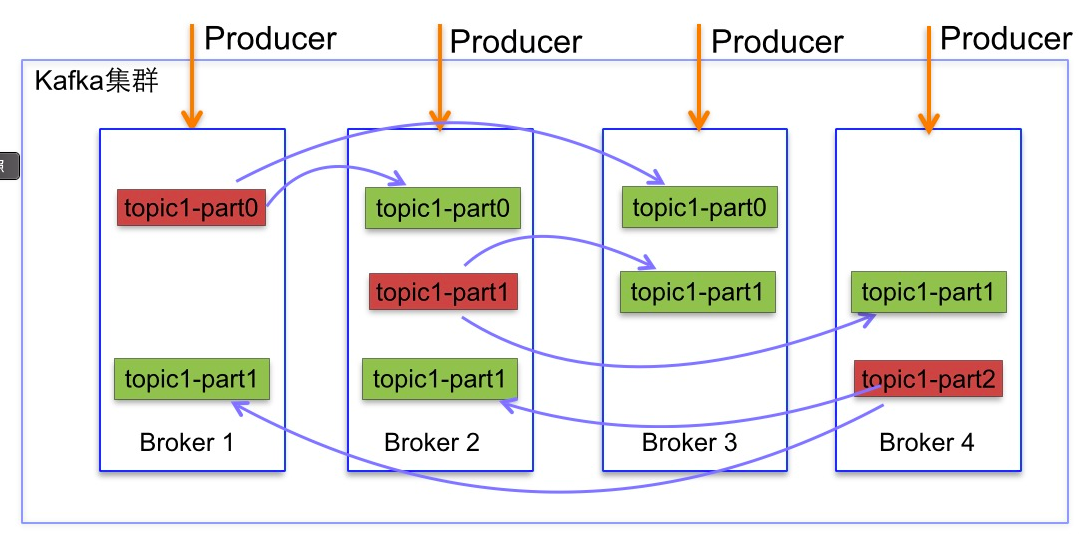 Producer
Producer
Producer
Producer
Kafka集群
照
topic1-part0
topic1-part0
topic1-part0
topic1-part1
topic1-part1
topic1-part1
topic1-part1
topic1-part1
topic1-part2
Broker 1
Broker 2
Broker 3
Broker 4